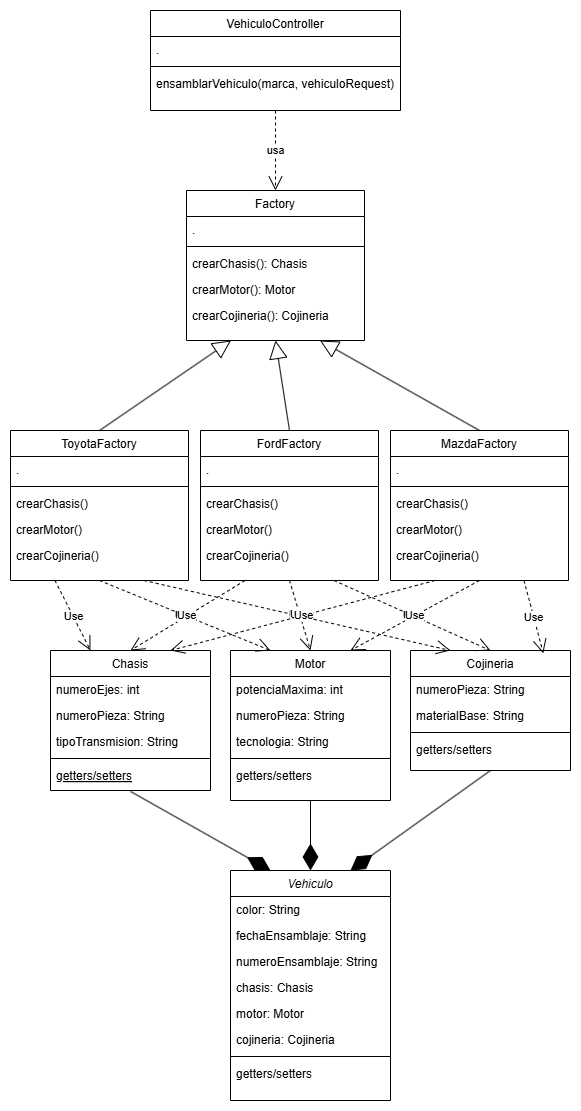 VehiculoController
.
ensamblarVehiculo(marca, vehiculoRequest)
usa
Factory
.
crearChasis(): Chasis
crearMotor(): Motor
crearCojineria(): Cojineria
ToyotaFactory
.
crearChasis()
crearMotor()
crearCojineria()
FordFactory
.
crearChasis()
crearMotor()
crearCojineria()
MazdaFactory
.
crearChasis()
crearMotor()
crearCojineria()
Use
Use
Use
Use
Use
Chasis
numeroEjes: int
numeroPieza: String
tipoTransmision: String
getters/setters
Motor
potenciaMaxima: int
numeroPieza: String
tecnologia: String
getters/setters
Cojineria
numeroPieza: String
materialBase: String
getters/setters
Vehiculo
color: String
fechaEnsamblaje: String
numeroEnsamblaje: String
chasis: Chasis
motor: Motor
cojineria: Cojineria
getters/setters